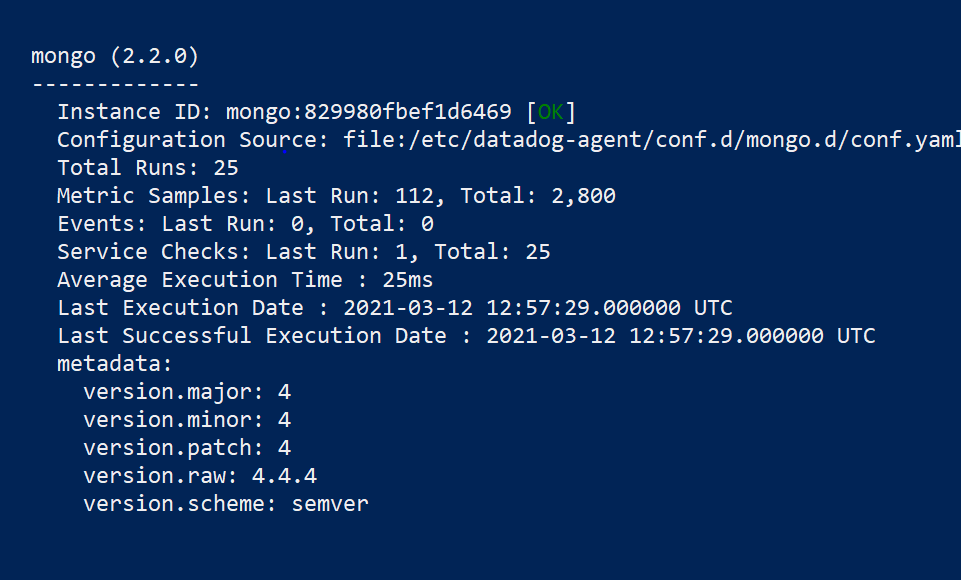 mongo (2.2.0)
-------------
Instance ID: mongo:829980fbef1d6469 [OK]
Configuration Source: file:/etc/datadog-agent/conf.d/mongo.d/conf.yaml
Total Runs: 25
Metric Samples: Last Run: 112, Total: 2,800
Events: Last Run: 0, Total: 0
Service Checks: Last Run: 1, Total: 25
Average Execution Time : 25ms
Last Execution Date : 2021-03-12 12:57:29.000000 UTC
Last Successful Execution Date : 2021-03-12 12:57:29.000000 UTC
metadata:
version.major: 4
version.minor: 4
version.patch: 4
version.raw: 4.4.4
version.scheme: semver